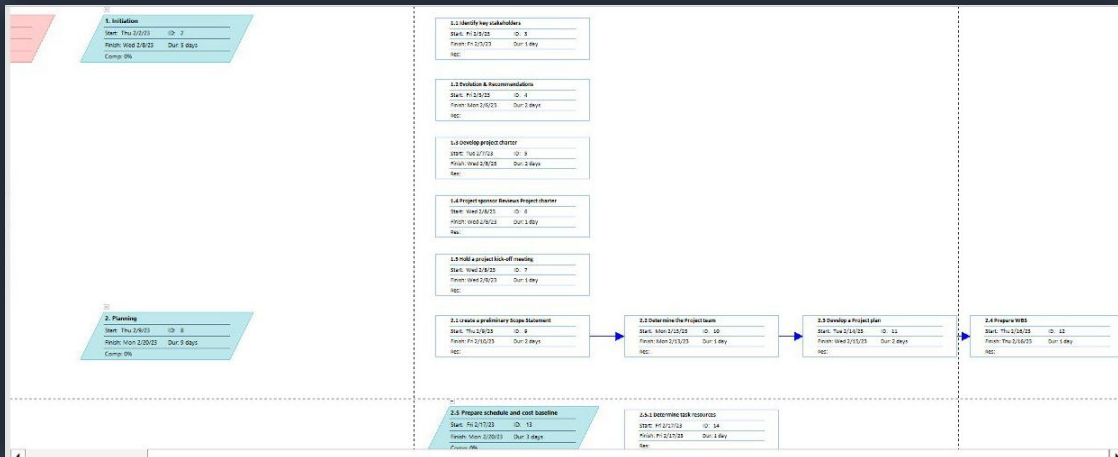 1. Initiation
Start: Thu 2/2/23 ID: 2
Finish: Wed 2/8/23 Dur: 5 days
Comp: 0%
1.1 Identify key stakeholders
Start: Fri 2/3/23 ID: 3
Finish: Fri 2/3/23 Dur: 1 day
Res:
1.2 Evolution & Recommandations
Start: Fri 2/3/23 ID: 4
Finish: Mon 2/6/23 Dur: 2 days
Res:
1.3 Develop project charter
Start: Tue 2/7/23 ID: 5
Finish: Wed 2/8/23 Dur: 2 days
Res:
1.4 Project sponsor Reviews Project charter
Start: Wed 2/8/23 ID: 6
Finish: Wed 2/8/23 Dur: 1 day
Res:
1.5 Hold a project kick-off meeting
Start: Wed 2/8/23 ID: 7
Finish: Wed 2/8/23 Dur: 1 day
Res:
2. Planning
Start: Thu 2/9/23 ID: 8
Finish: Mon 2/20/23 Dur: 9 days
Comp: 0%
2.1 create a preliminary Scope Statement
Start: Thu 2/9/23 ID: 9
Finish: Fri 2/10/23 Dur: 2 days
Res:
2.2 Determine the Project team
Start: Mon 2/13/23 ID: 10
Finish: Mon 2/13/23 Dur: 1 day
Res:
2.3 Develop a Project plan
Start: Tue 2/14/23 ID: 11
Finish: Wed 2/15/23 Dur: 2 days
Res:
2.4 Prepare WBS
Start: Thu 2/16/23 ID: 12
Finish: Thu 2/16/23 Dur: 1 day
Res:
2.5 Prepare schedule and cost baseline
Start: Fri 2/17/23 ID: 13
Finish: Mon 2/20/23 Dur: 3 days
Comp: 0%
2.5.1 Determine task resources
Start: Fri 2/17/23 ID: 14
Finish: Fri 2/17/23 Dur: 1 day
Res: